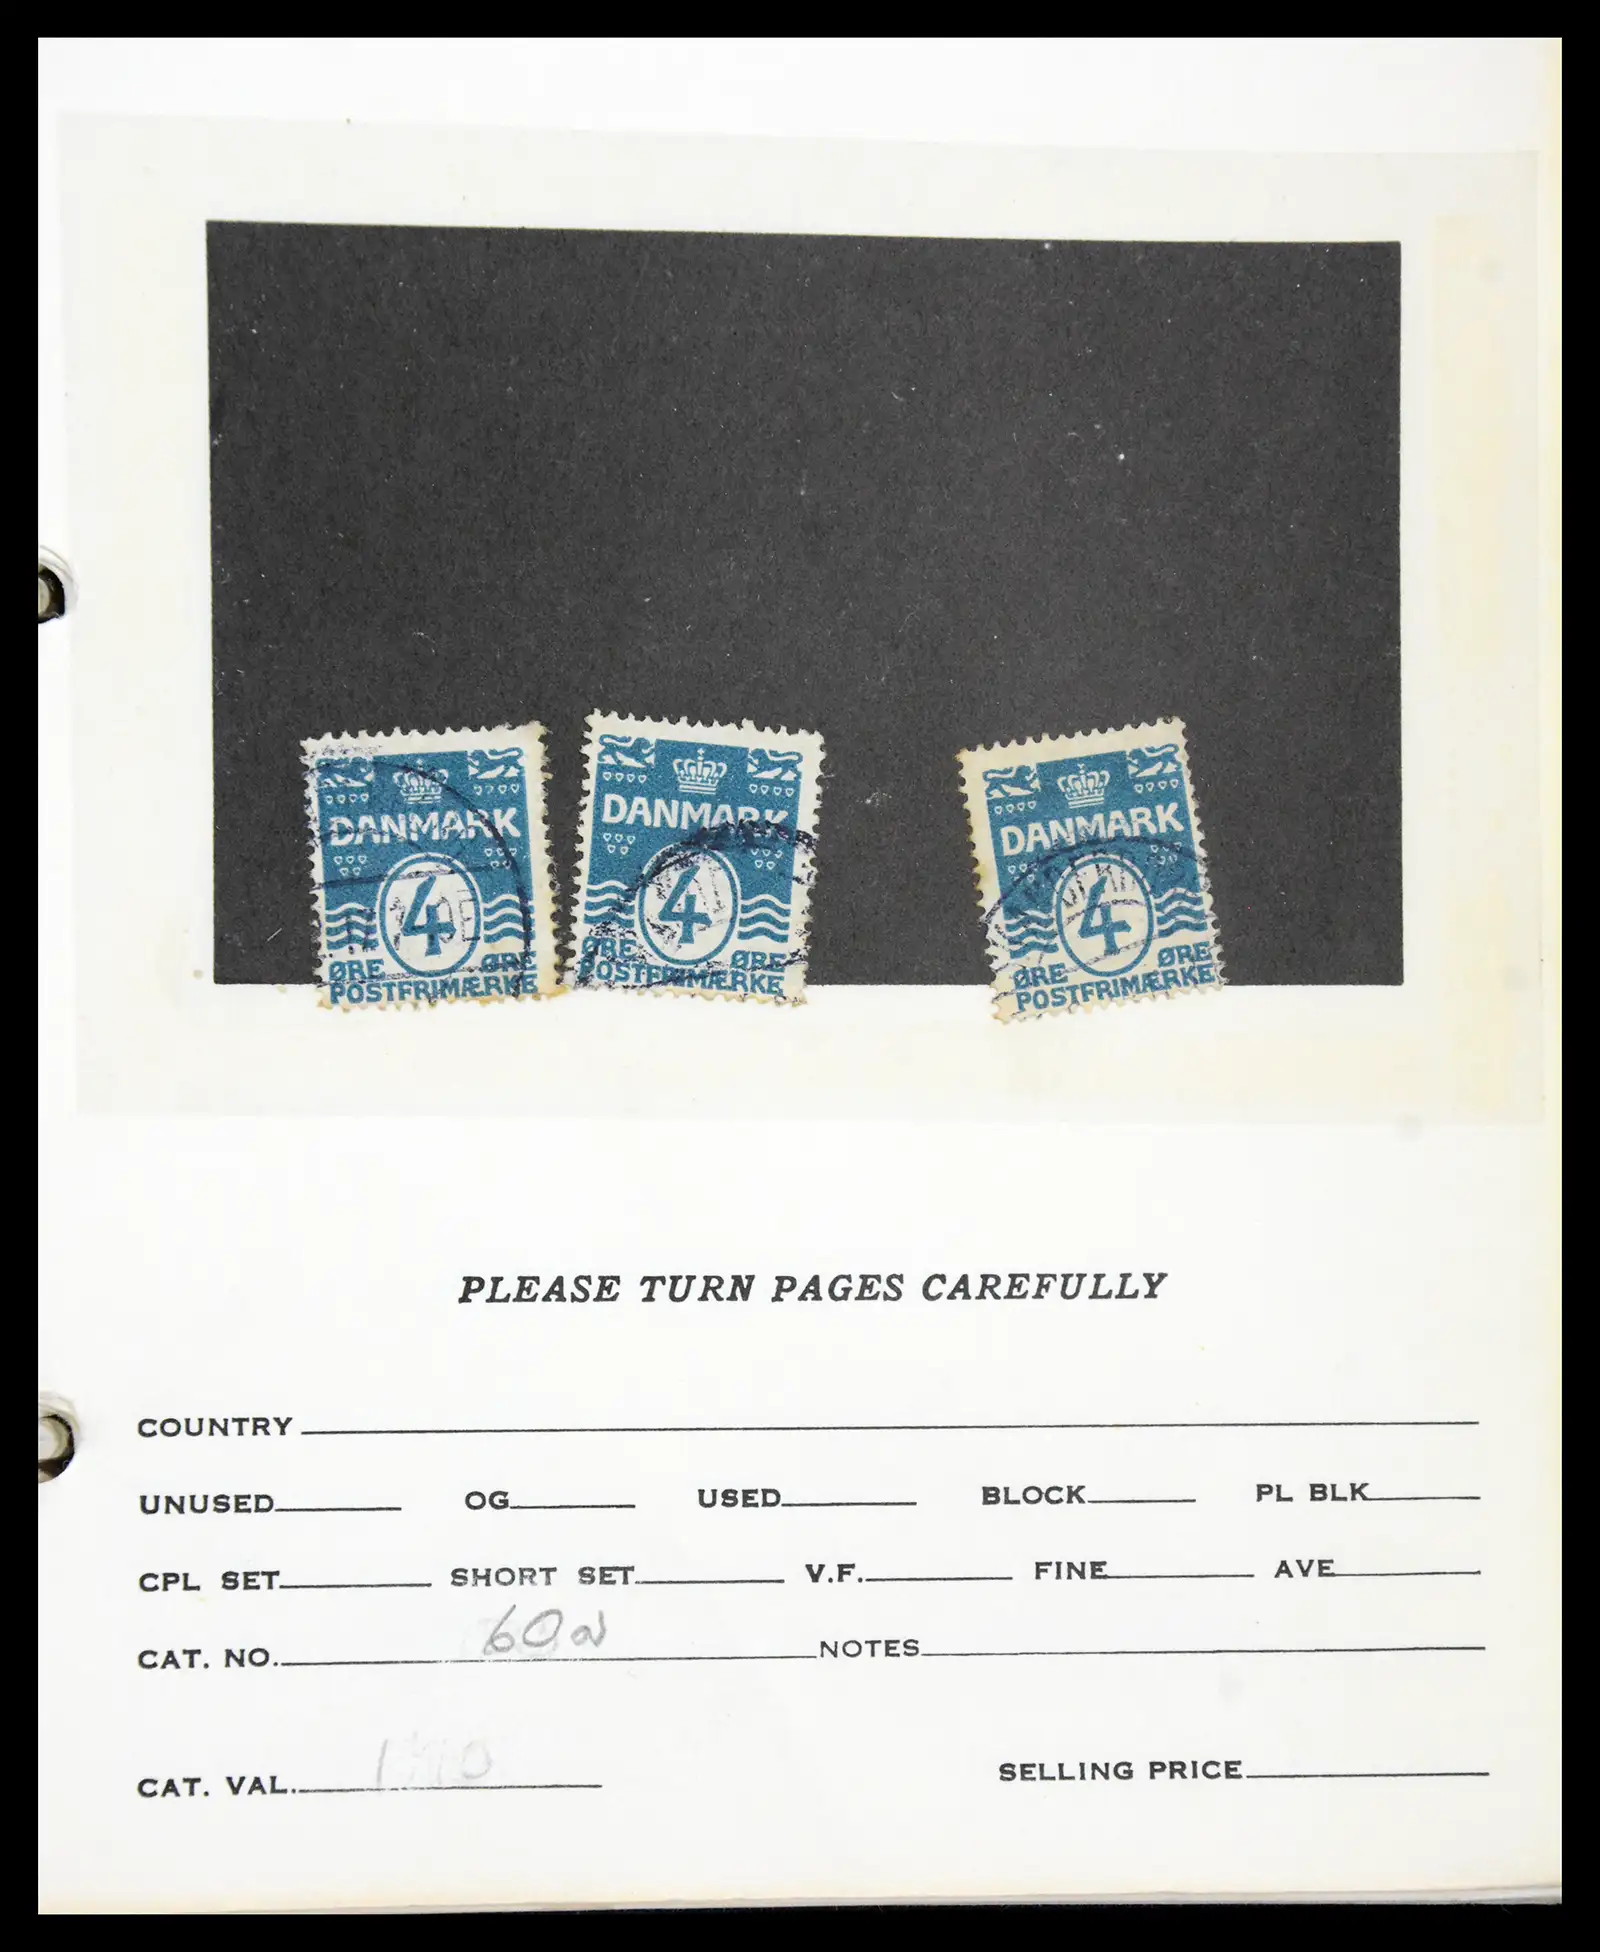 DANMARK
4
ØRE ØRE
POSTFRIMÆRKE
DANMARK
4
ØRE ØRE
POSTFRIMÆRKE
DANMARK
4
ØRE ØRE
POSTFRIMÆRKE
PLEASE TURN PAGES CAREFULLY
COUNTRY
UNUSED OG USED BLOCK PL BLK
CPL SET SHORT SET V.F. FINE AVE
CAT. NO. 60a NOTES
CAT. VAL. SELLING PRICE